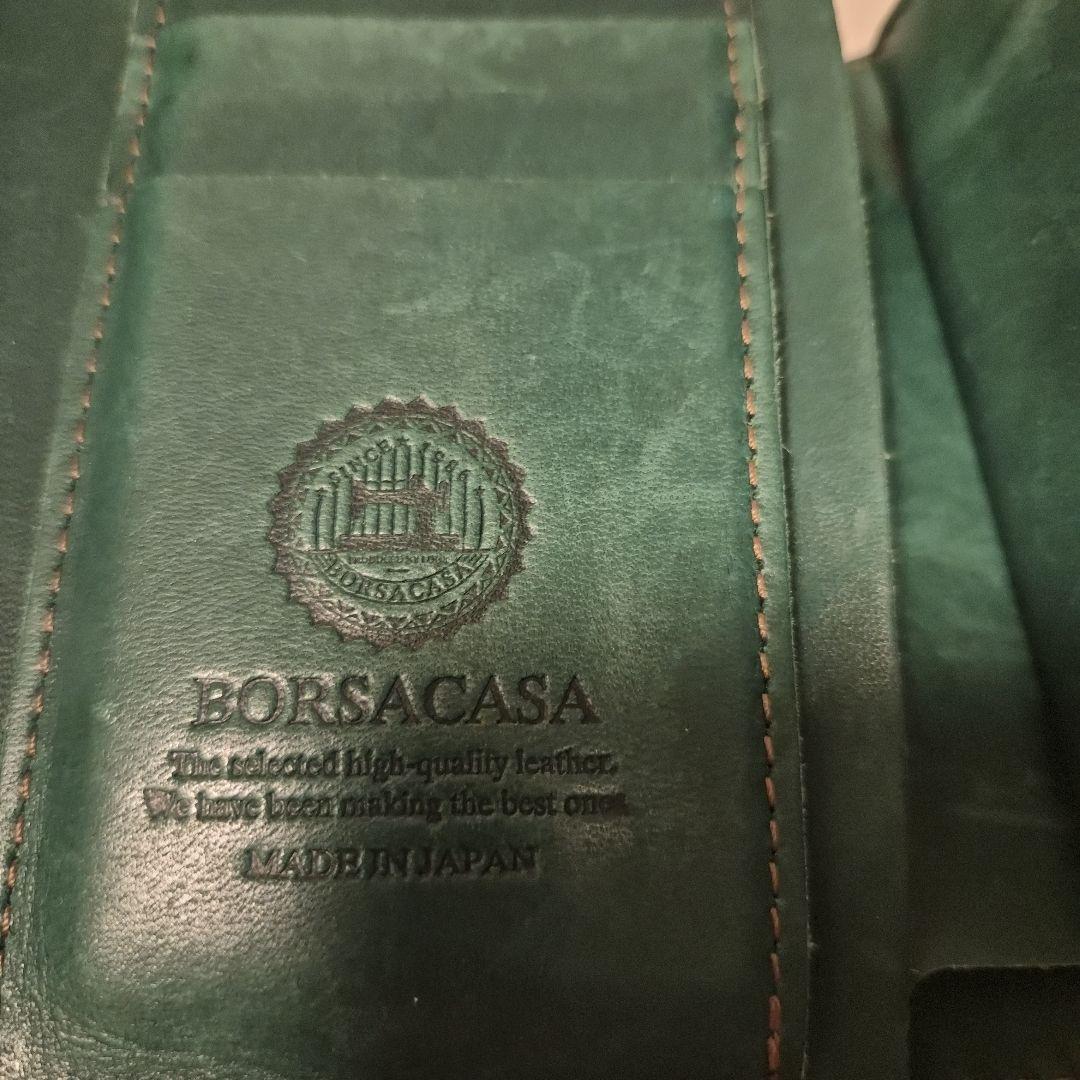 SINCE
BORSACASA
BORSACASA
The selected high-quality leather.
We have been making the best ones
MADE IN JAPAN